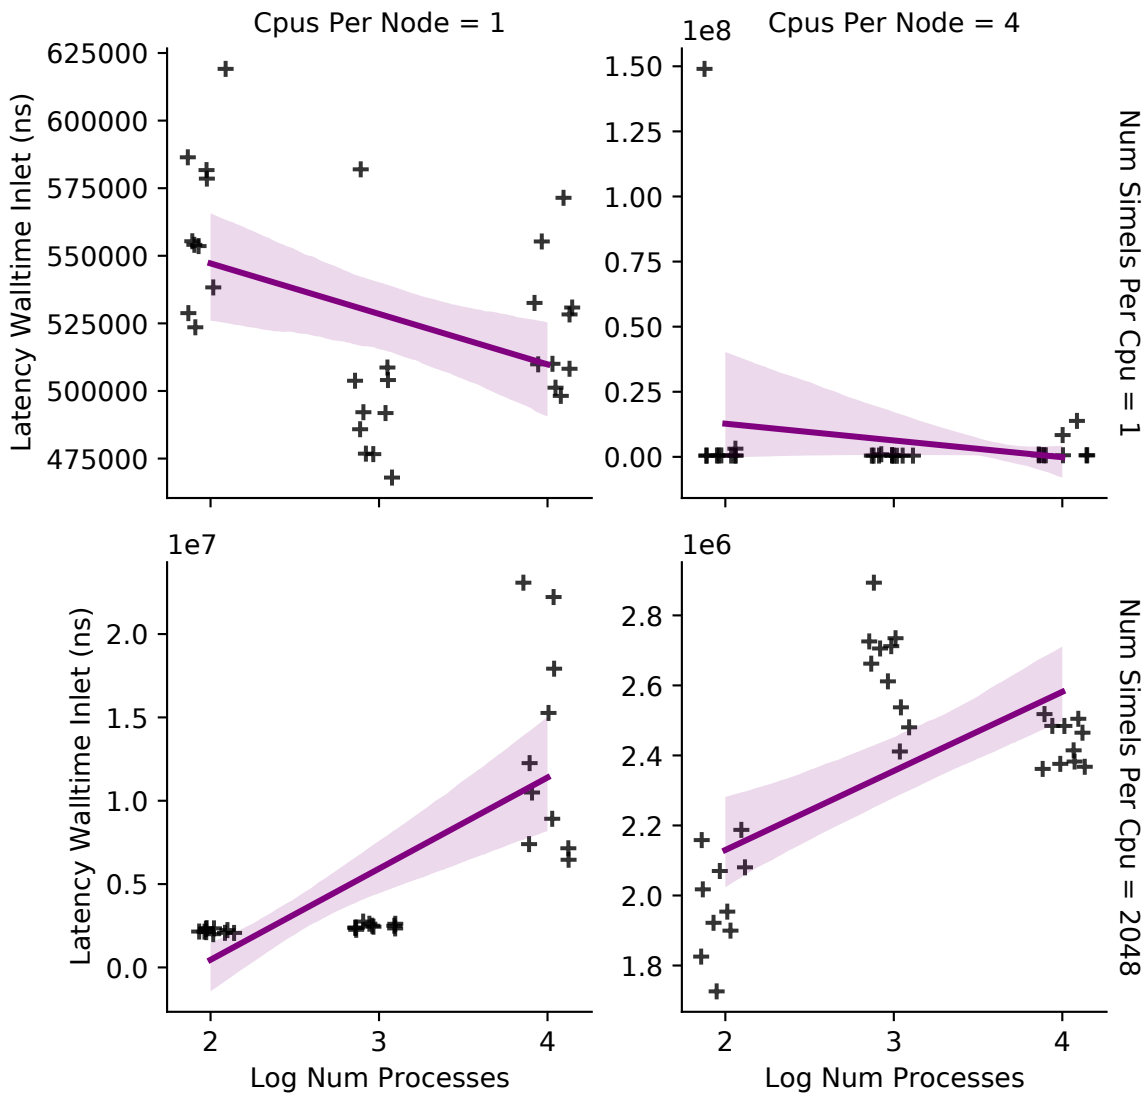 Cpus Per Node = 1
Cpus Per Node = 4
Latency Walltime Inlet (ns)
625000
600000
575000
550000
525000
500000
475000
1e8
1.50
1.25
1.00
0.75
0.50
0.25
0.00
Num Simels Per Cpu = 1
Latency Walltime Inlet (ns)
1e7
2.0
1.5
1.0
0.5
0.0
2
3
4
Log Num Processes
1e6
2.8
2.6
2.4
2.2
2.0
1.8
2
3
4
Log Num Processes
Num Simels Per Cpu = 2048